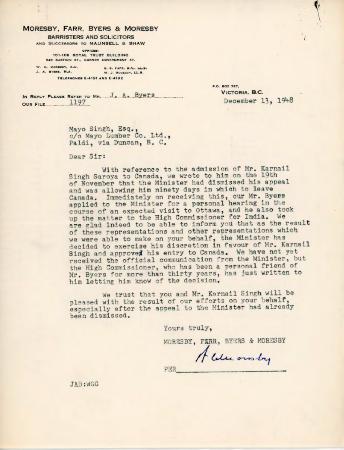 MORESBY, FARR, BYERS & MORESBY
BARRISTERS AND SOLICITORS
AND SUCCESSORS TO MAUNSELL & SHAW
OFFICES:
101-106 ROYAL TRUST BUILDING
GOVERNMENT ST.
J. A. BYERS
P.O. BOX
VICTORIA, B.C.
IN REPLY PLEASE REFER TO MR. J. A. Byers
OUR FILE 1197
December 13, 1948
Mayo Singh, Esq.,
c/o Mayo Lumber Co. Ltd.,
Paldi, via Duncan, B. C.
Dear Sir:
With reference to the admission of Mr. Karnail
Singh Saroya to Canada, we wrote to him on the 19th
of November that the Minister had dismissed his appeal
and was allowing him ninety days in which to leave
Canada. Immediately on receiving this, our Mr. Byers
applied to the Minister for a personal hearing in the
course of an expected visit to Ottawa, and he also took
up the matter to the High Commissioner for India. We
are glad indeed to be able to inform you that as the result
of these representations and other representations which
we were able to make on your behalf, the Minister has
decided to exercise his discretion in favour of Mr. Karnail
Singh and approved his entry to Canada. We have not yet
received the official communication from the Minister, but
the High Commissioner, who has been a personal friend of
Mr. Byers for more than thirty years, has just written to
him letting him know of the decision.
We trust that you and Mr. Karnail Singh will be
pleased with the result of our efforts on your behalf,
especially after the appeal to the Minister had already
been dismissed.
Yours truly,
MORESBY, FARR, BYERS & MORESBY
PER
JAB:WGG